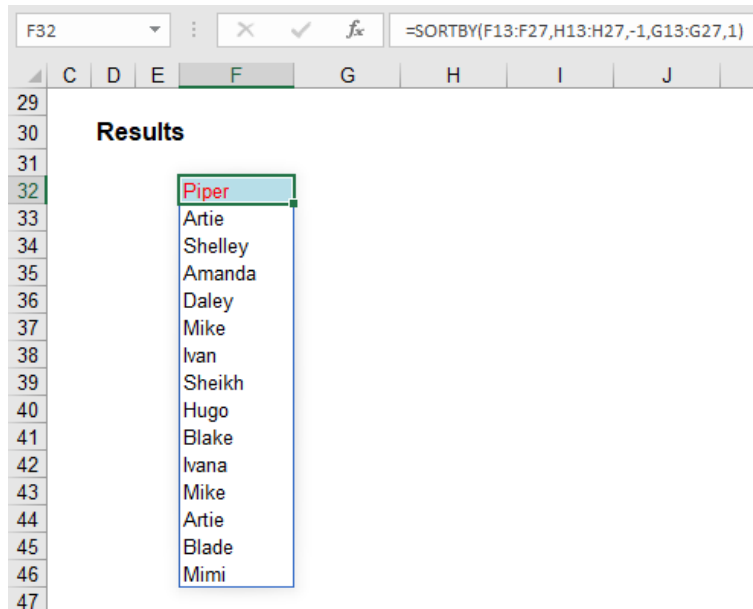 F32 fx =SORTBY(F13:F27,H13:H27,-1,G13:G27,1)
C D E F G H I J
29
30 Results
31
32 Piper
33 Artie
34 Shelley
35 Amanda
36 Daley
37 Mike
38 Ivan
39 Sheikh
40 Hugo
41 Blake
42 Ivana
43 Mike
44 Artie
45 Blade
46 Mimi
47